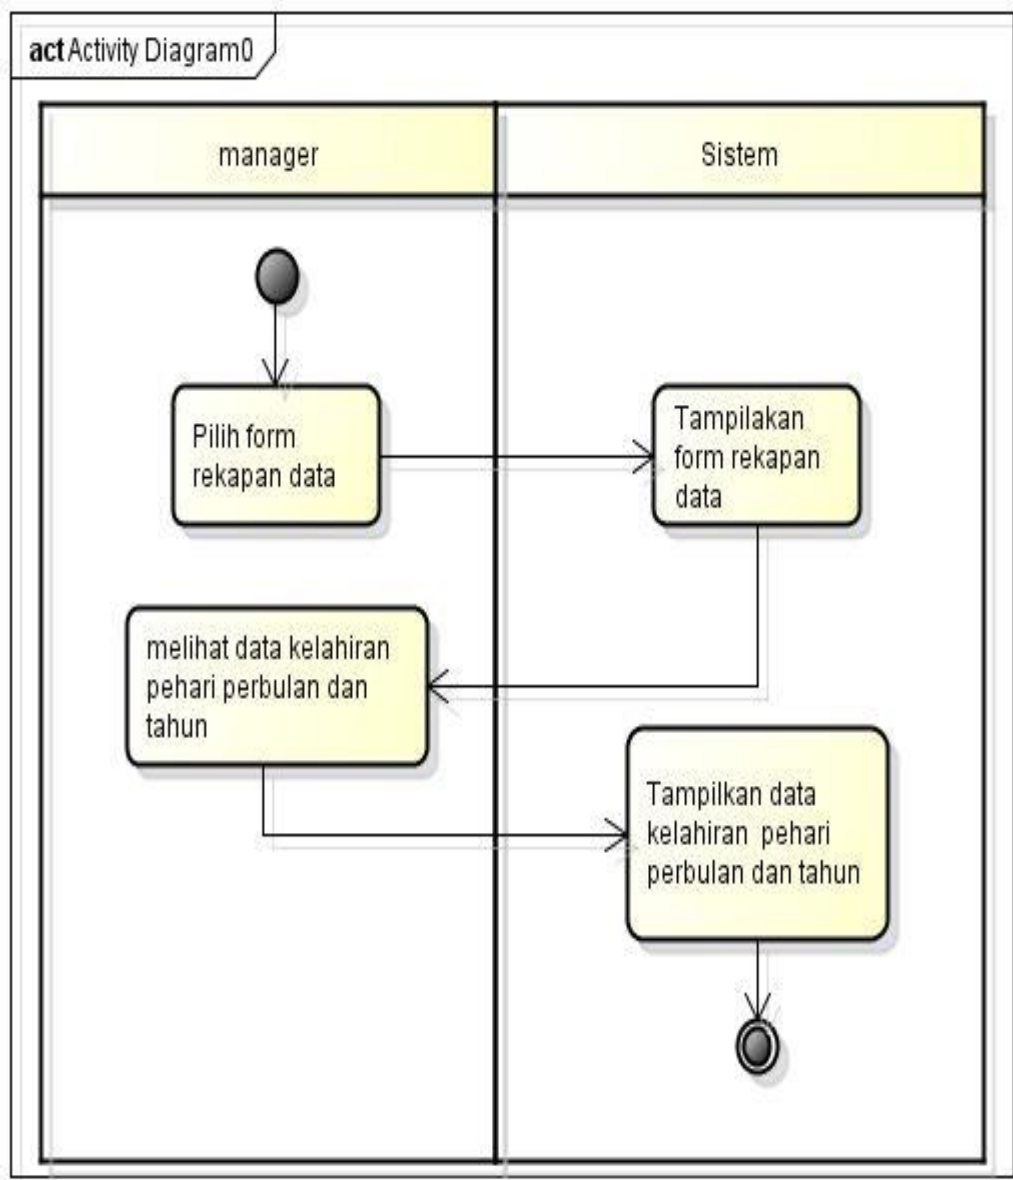 act Activity Diagram0
manager
Sistem
Pilih form
rekapan data
Tampilakan
form rekapan
data
melihat data kelahiran
pehari perbulan dan
tahun
Tampilkan data
kelahiran pehari
perbulan dan tahun